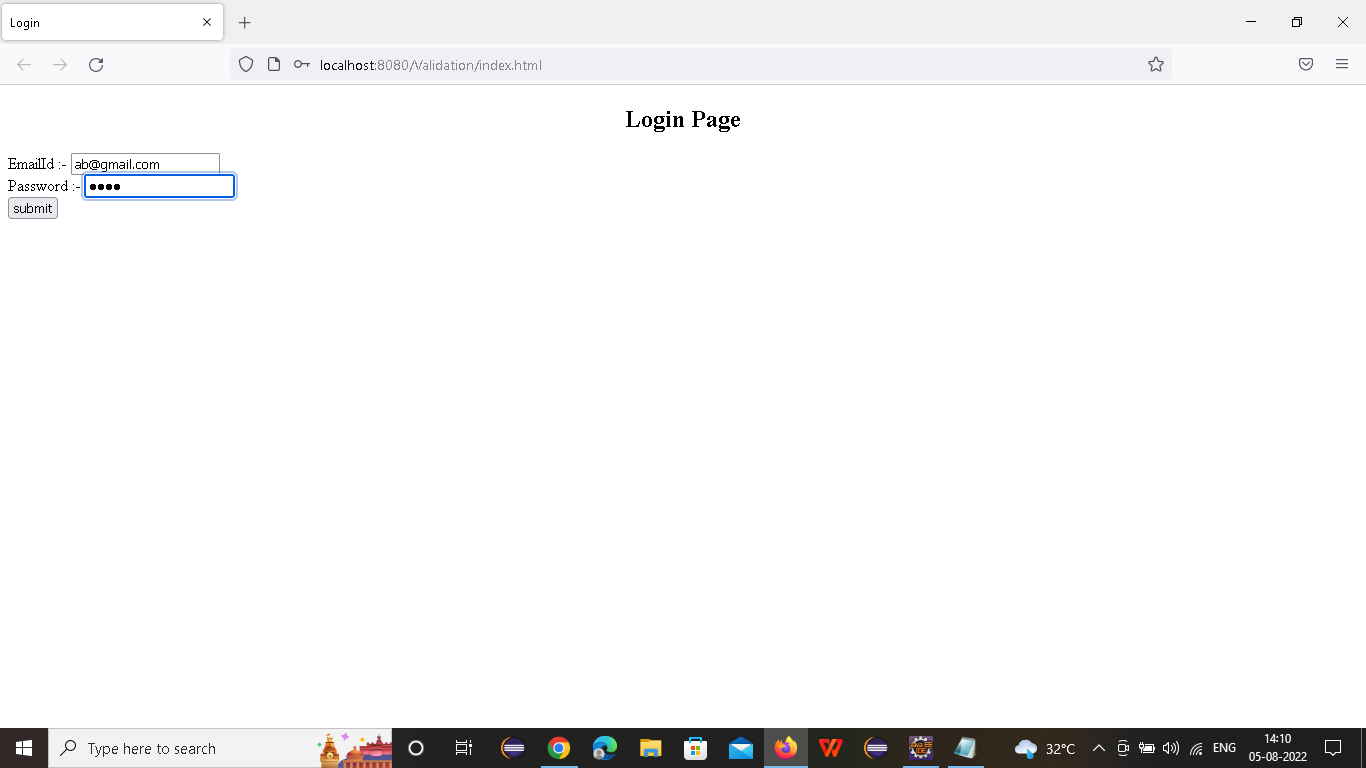 Login
localhost:8080/Validation/index.html
Login Page
EmailId :- ab@gmail.com
Password :- ••••
submit
Type here to search
32°C
ENG
14:10
05-08-2022